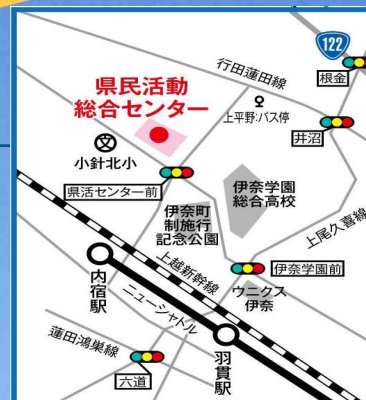 122
行田蓮田線
根金
県民活動
総合センター
上平野:バス停
井沼
文
小針北小
県活センター前
伊奈学園
総合高校
伊奈町
制施行
記念公園
上尾久喜線
上越新幹線
伊奈学園前
内宿駅
ニューシャトル
ウニクス
伊奈
羽貫駅
蓮田鴻巣線
六道